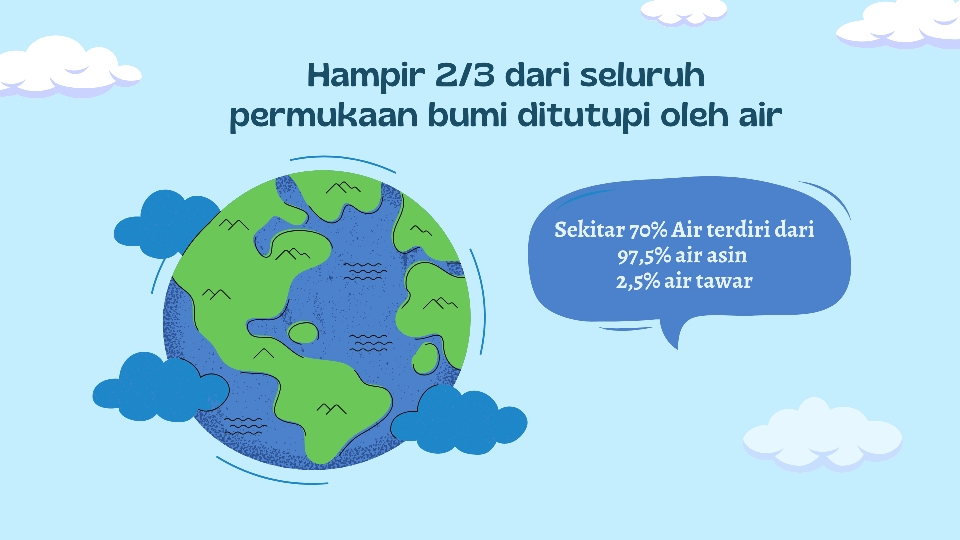 Hampir 2/3 dari seluruh
permukaan bumi ditutupi oleh air
Sekitar 70% Air terdiri dari
97,5% air asin
2,5% air tawar